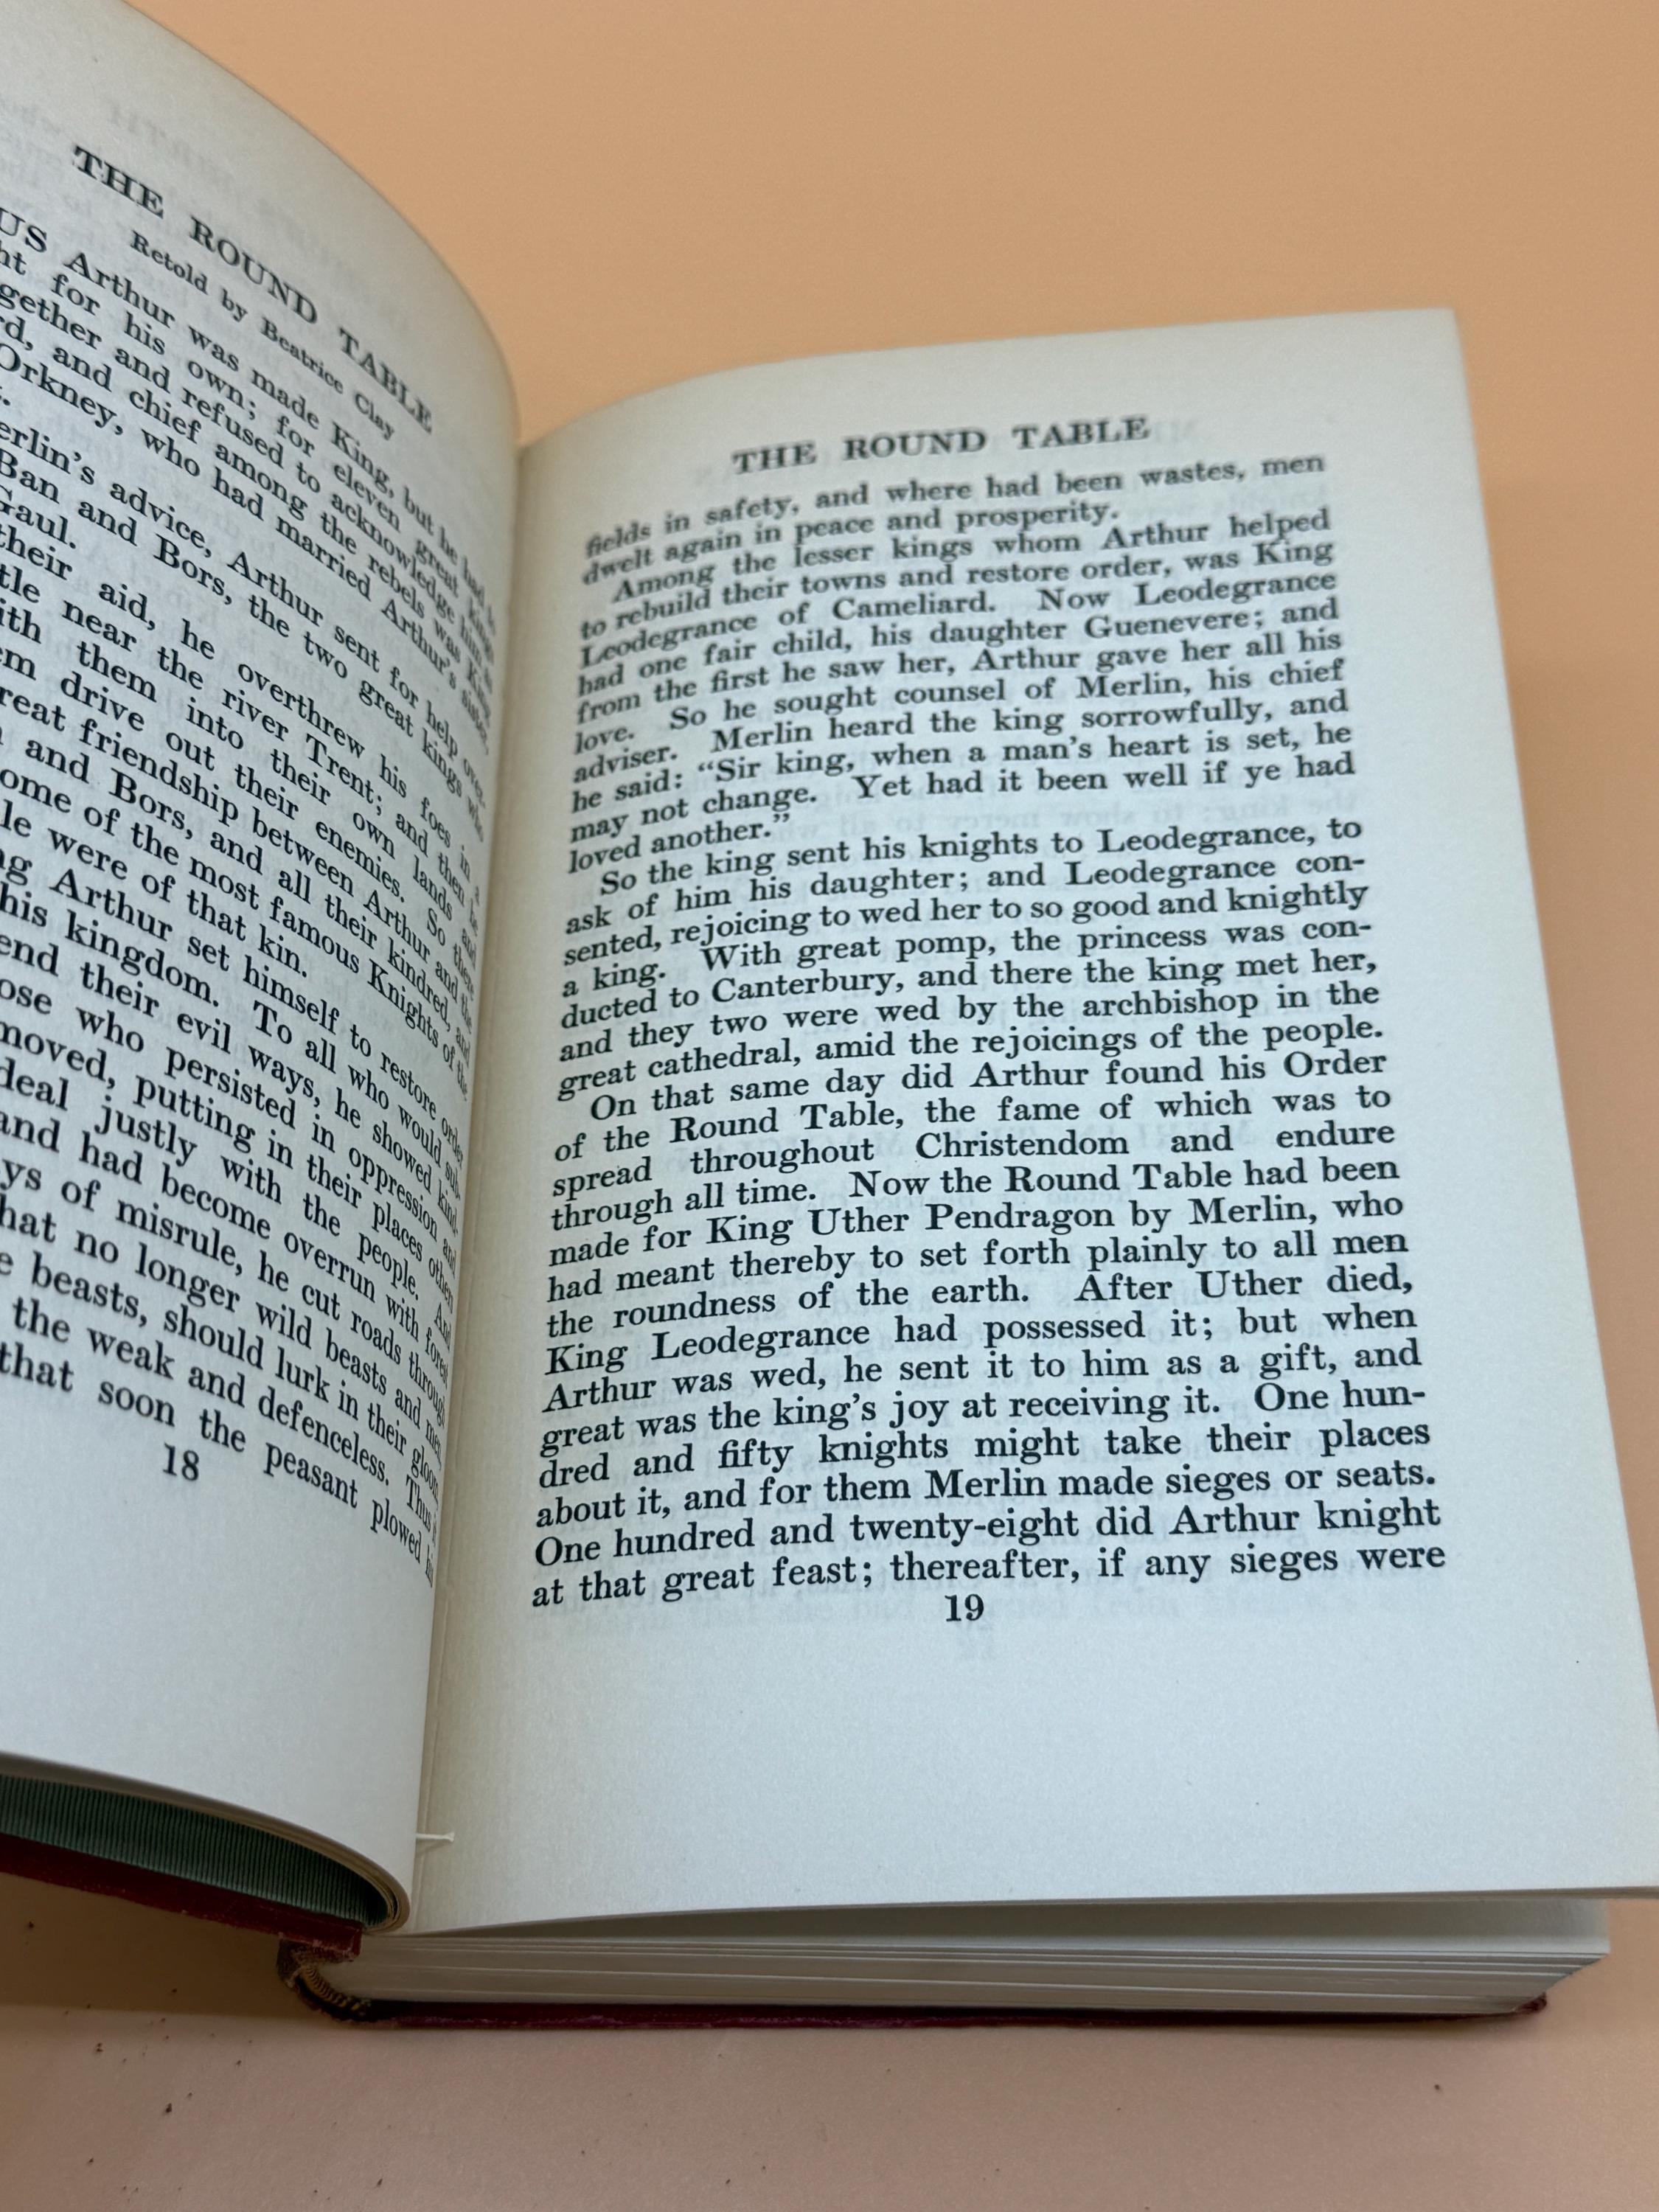 THE ROUND TABLE
Retold by Beatrice Clay
US Arthur was made King, but he had
for his own; for eleven great kings
together and refused to acknowledge him
and chief among the rebels was King
Orkney, who had married Arthur's sister,
Merlin's advice, Arthur sent for help over-
Ban and Bors, the two great kings who
Gaul.
their aid, he overthrew his foes in a
near the river Trent; and then he
with them into their own lands and
drive out their enemies. So there
great friendship between Arthur and the
and Bors, and all their kindred, and
some of the most famous Knights of the
were of that kin.
Arthur set himself to restore order
his kingdom. To all who would sub-
end their evil ways, he showed kind-
those who persisted in oppression and
moved, putting in their places others
deal justly with the people. And
and had become overrun with forest
days of misrule, he cut roads through
that no longer wild beasts and men,
beasts, should lurk in their gloom,
the weak and defenceless. Thus it
that soon the peasant plowed his
18
THE ROUND TABLE
fields in safety, and where had been wastes, men
dwelt again in peace and prosperity.
Among the lesser kings whom Arthur helped
to rebuild their towns and restore order, was King
Leodegrance of Cameliard. Now Leodegrance
had one fair child, his daughter Guenevere; and
from the first he saw her, Arthur gave her all his
love. So he sought counsel of Merlin, his chief
adviser. Merlin heard the king sorrowfully, and
he said: "Sir king, when a man's heart is set, he
may not change. Yet had it been well if ye had
loved another."
So the king sent his knights to Leodegrance, to
ask of him his daughter; and Leodegrance con-
sented, rejoicing to wed her to so good and knightly
a king. With great pomp, the princess was con-
ducted to Canterbury, and there the king met her,
and they two were wed by the archbishop in the
great cathedral, amid the rejoicings of the people.
On that same day did Arthur found his Order
of the Round Table, the fame of which was to
spread throughout Christendom and endure
through all time. Now the Round Table had been
made for King Uther Pendragon by Merlin, who
had meant thereby to set forth plainly to all men
the roundness of the earth. After Uther died,
King Leodegrance had possessed it; but when
Arthur was wed, he sent it to him as a gift, and
great was the king's joy at receiving it. One hun-
dred and fifty knights might take their places
about it, and for them Merlin made sieges or seats.
One hundred and twenty-eight did Arthur knight
at that great feast; thereafter, if any sieges were
19